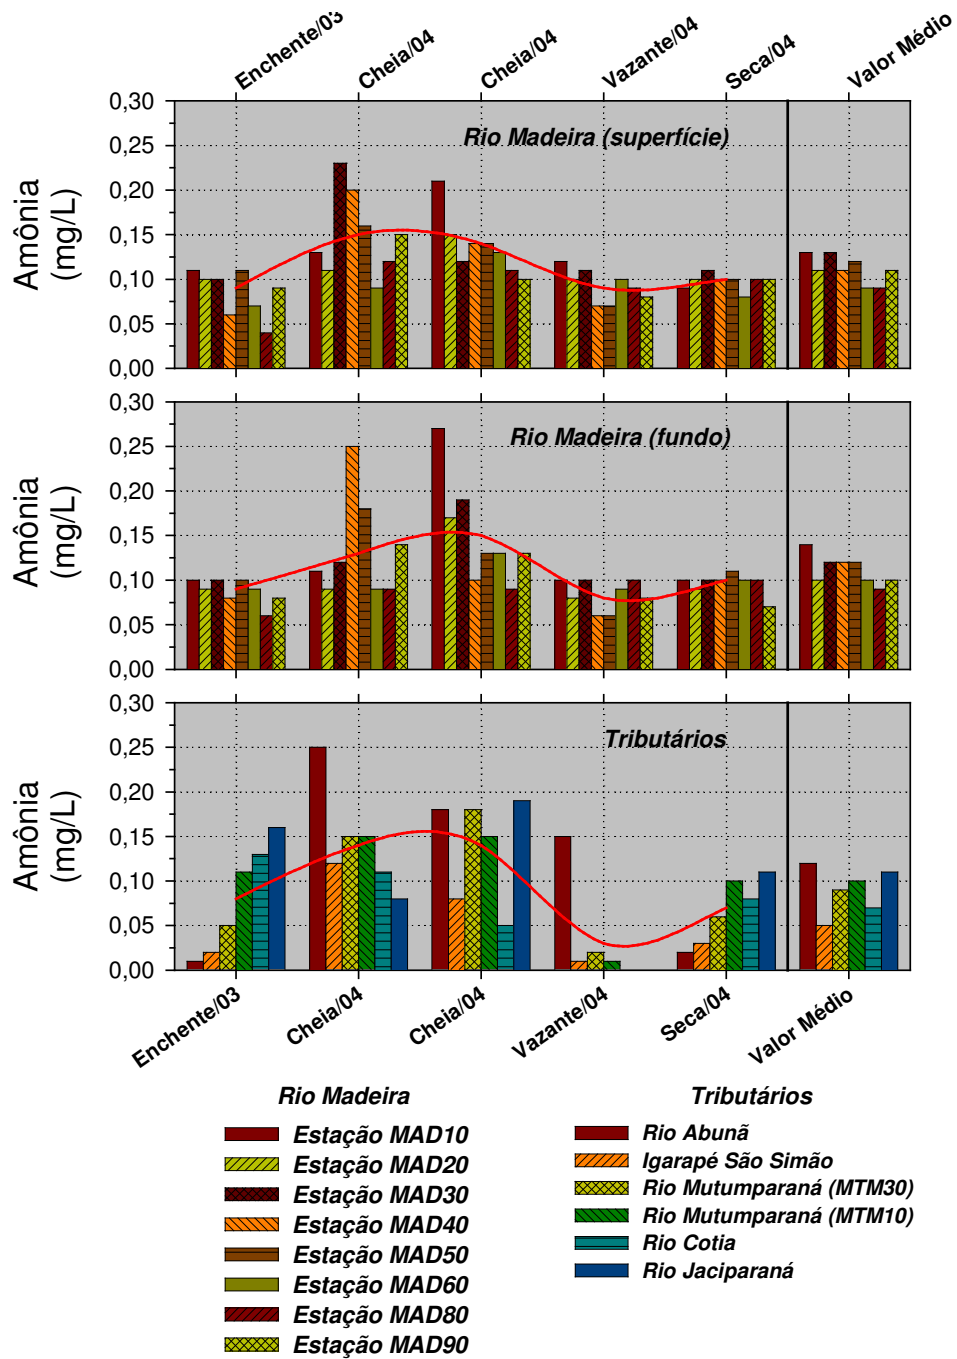 Enchente/03
Cheia/04
Cheia/04
Vazante/04
Seca/04
Valor Médio
Amônia
(mg/L)
0,30
0,25
0,20
0,15
0,10
0,05
0,00
Rio Madeira (superfície)
Amônia
(mg/L)
0,30
0,25
0,20
0,15
0,10
0,05
0,00
Rio Madeira (fundo)
Amônia
(mg/L)
0,30
0,25
0,20
0,15
0,10
0,05
0,00
Tributários
Enchente/03
Cheia/04
Cheia/04
Vazante/04
Seca/04
Valor Médio
Rio Madeira
Estação MAD10
Estação MAD20
Estação MAD30
Estação MAD40
Estação MAD50
Estação MAD60
Estação MAD80
Estação MAD90
Tributários
Rio Abunã
Igarapé São Simão
Rio Mutumparaná (MTM30)
Rio Mutumparaná (MTM10)
Rio Cotia
Rio Jaciparaná